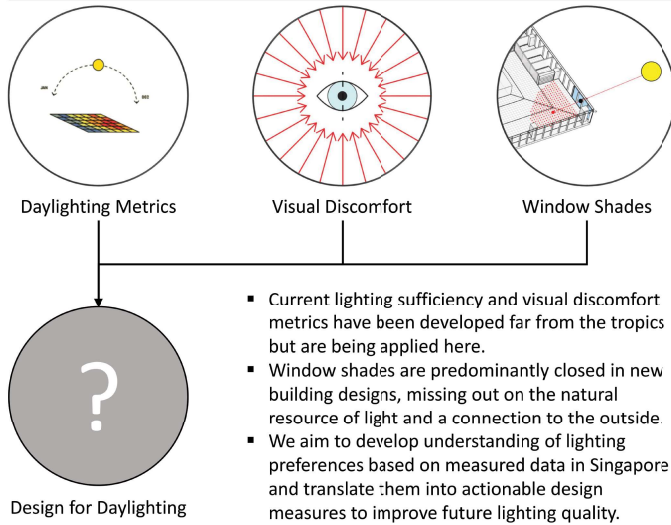 JAN
DEC
Daylighting Metrics
Visual Discomfort
Window Shades
?
Design for Daylighting
▪ Current lighting sufficiency and visual discomfort
metrics have been developed far from the tropics
but are being applied here.
▪ Window shades are predominantly closed in new
building designs, missing out on the natural
resource of light and a connection to the outside.
▪ We aim to develop understanding of lighting
preferences based on measured data in Singapore
and translate them into actionable design
measures to improve future lighting quality.